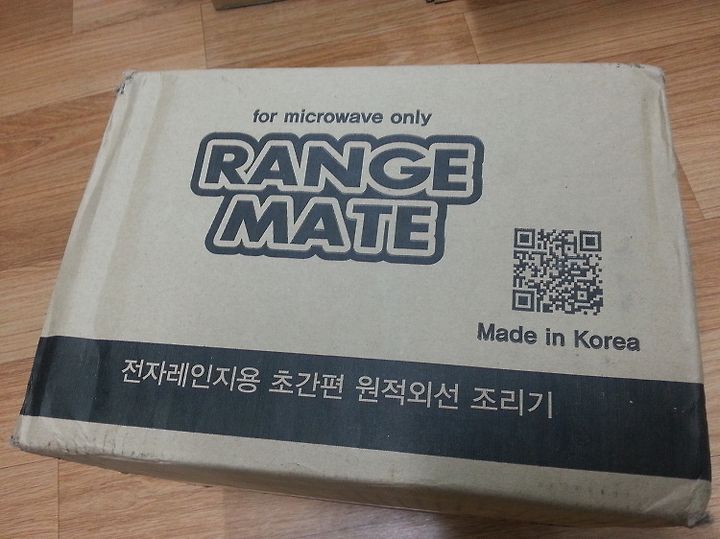 for microwave only
RANGE
MATE
Made in Korea
전자레인지용 초간편 원적외선 조리기